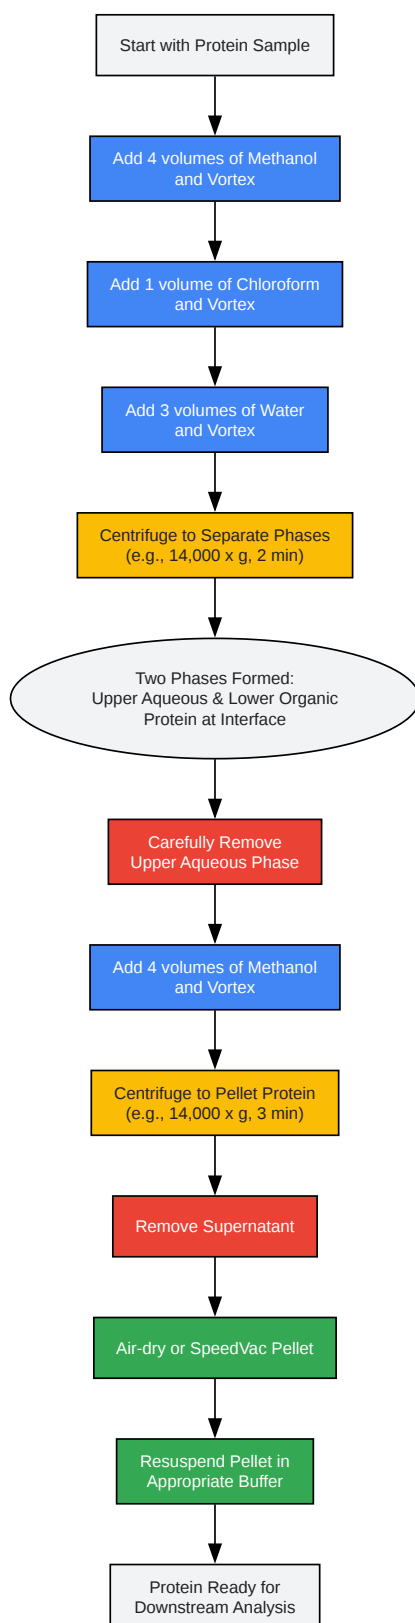 Start with Protein Sample
Add 4 volumes of Methanol
and Vortex
Add 1 volume of Chloroform
and Vortex
Add 3 volumes of Water
and Vortex
Centrifuge to Separate Phases
(e.g., 14,000 x g, 2 min)
Two Phases Formed:
Upper Aqueous & Lower Organic
Protein at Interface
Carefully Remove
Upper Aqueous Phase
Add 4 volumes of Methanol
and Vortex
Centrifuge to Pellet Protein
(e.g., 14,000 x g, 3 min)
Remove Supernatant
Air-dry or SpeedVac Pellet
Resuspend Pellet in
Appropriate Buffer
Protein Ready for
Downstream Analysis